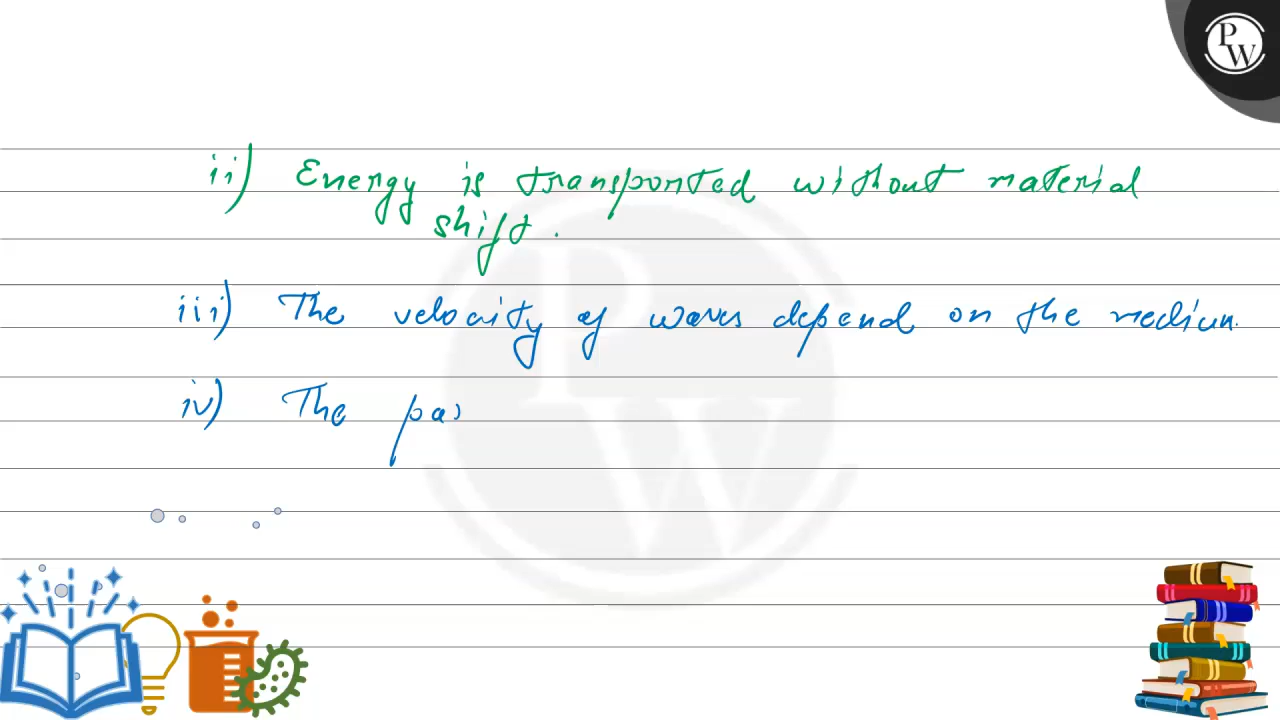 PW
ii) Energy is transported without material
shift.
iii) The velocity of waves depend on the medium.
iv) The pa